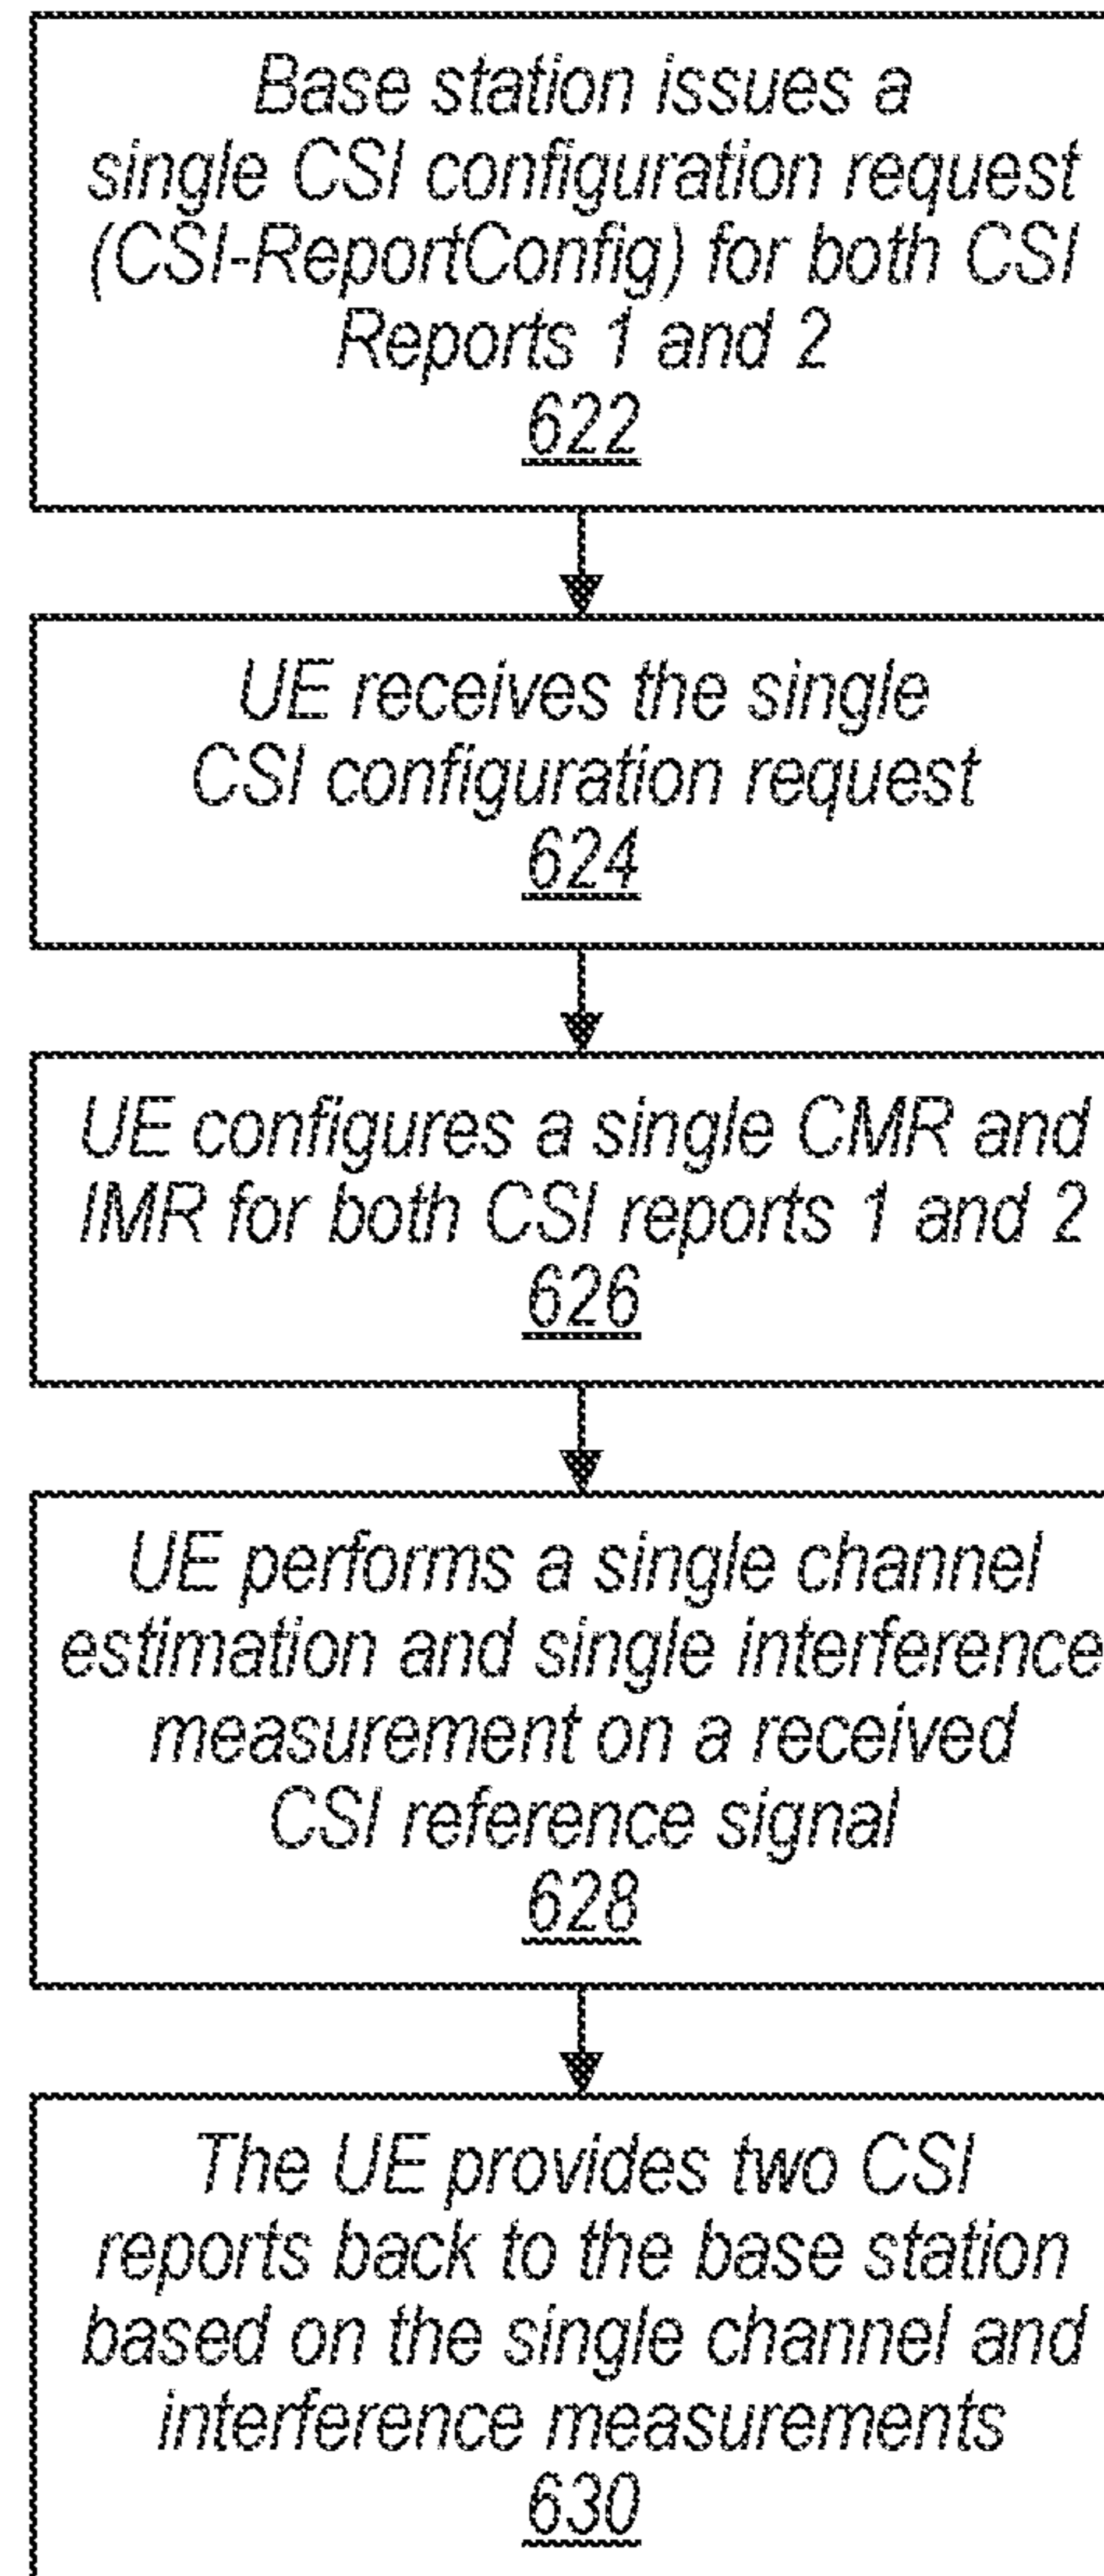 Base station issues a
single CSI configuration request
(CSI-ReportConfig) for both CSI
Reports 1 and 2
622
UE receives the single
CSI configuration request
624
UE configures a single CMR and
IMR for both CSI reports 1 and 2
626
UE performs a single channel
estimation and single interference
measurement on a received
CSI reference signal
628
The UE provides two CSI
reports back to the base station
based on the single channel and
interference measurements
630